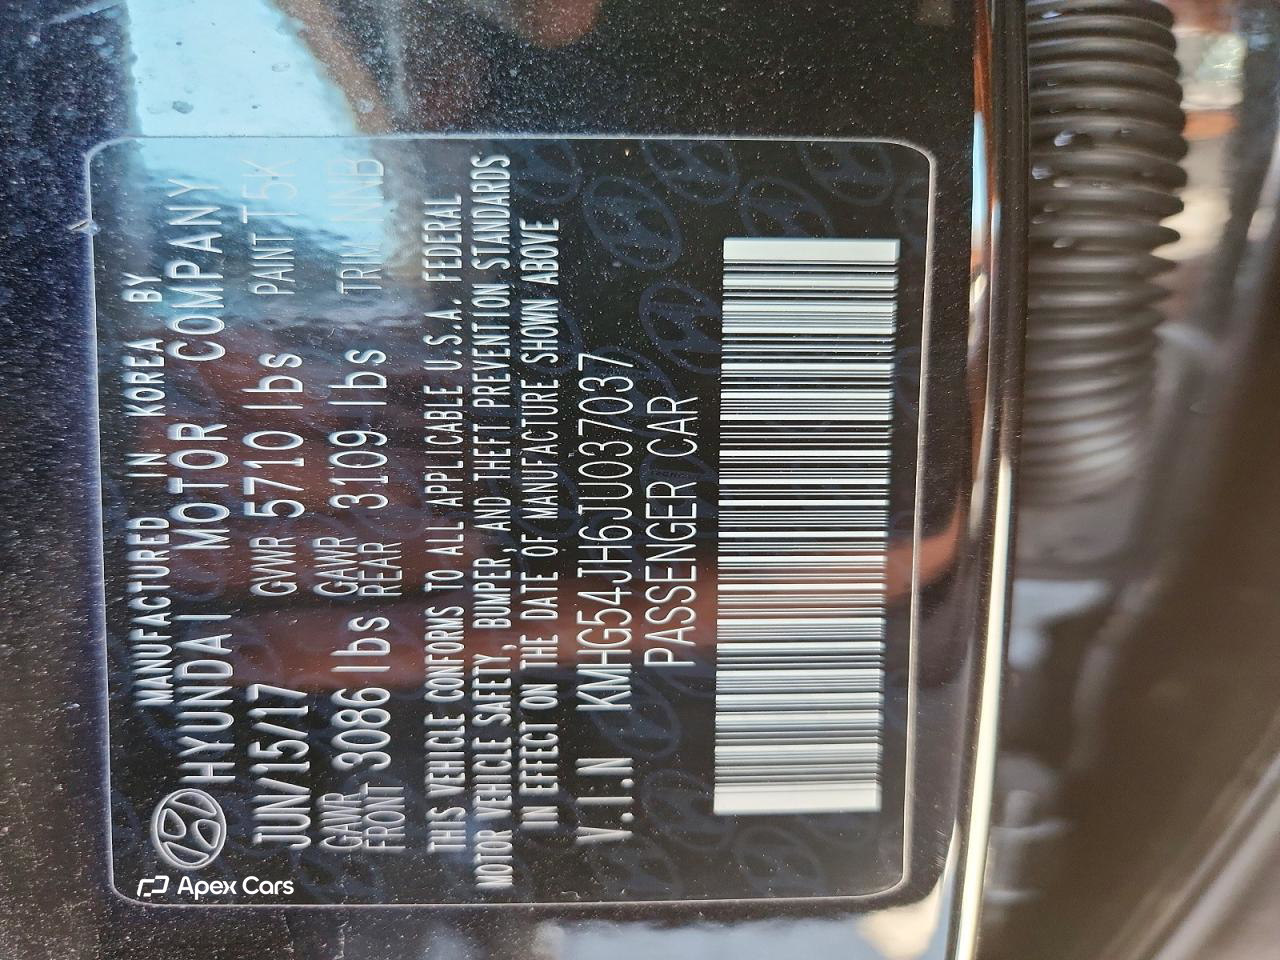 MANUFACTURED IN KOREA BY
HYUNDAI MOTOR COMPANY
JUN/15/17 GVWR 5710 lbs PAINT T5K
GAWR FRONT 3086 lbs GAWR REAR 3109 lbs TRIM NNB
THIS VEHICLE CONFORMS TO ALL APPLICABLE U.S.A. FEDERAL
MOTOR VEHICLE SAFETY, BUMPER, AND THEFT PREVENTION STANDARDS
IN EFFECT ON THE DATE OF MANUFACTURE SHOWN ABOVE
V.I.N KMHG54JH6JU037037
PASSENGER CAR
Apex Cars